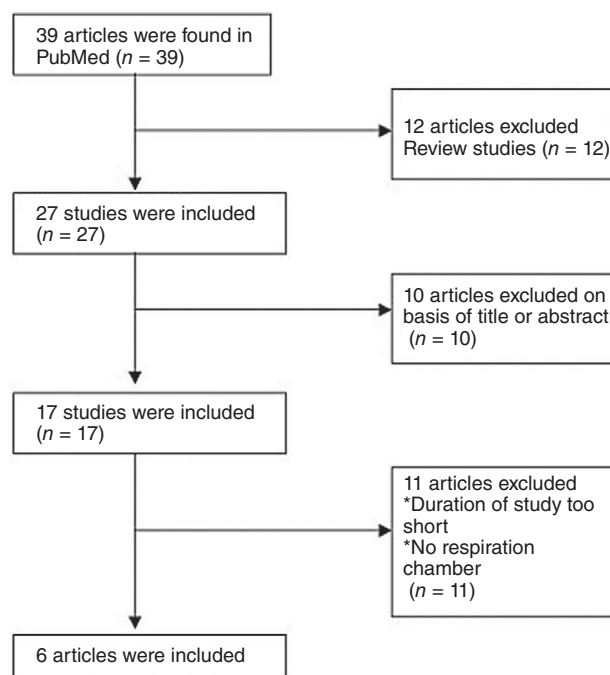 39 articles were found in
PubMed (n = 39)
12 articles excluded
Review studies (n = 12)
27 studies were included
(n = 27)
10 articles excluded on
basis of title or abstract
(n = 10)
17 studies were included
(n = 17)
11 articles excluded
*Duration of study too
short
*No respiration
chamber
(n = 11)
6 articles were included